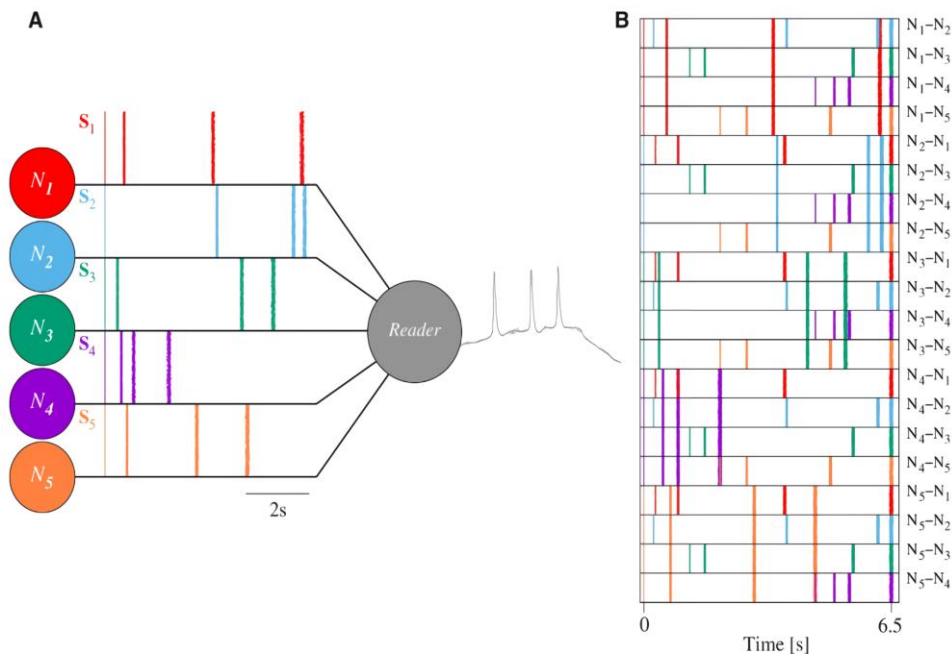 A
S1
N1
S2
N2
S3
N3
Reader
S4
N4
S5
N5
2s
B
N1–N2
N1–N3
N1–N4
N1–N5
N2–N1
N2–N3
N2–N4
N2–N5
N3–N1
N3–N2
N3–N4
N3–N5
N4–N1
N4–N2
N4–N3
N4–N5
N5–N1
N5–N2
N5–N3
N5–N4
0 6.5
Time [s]